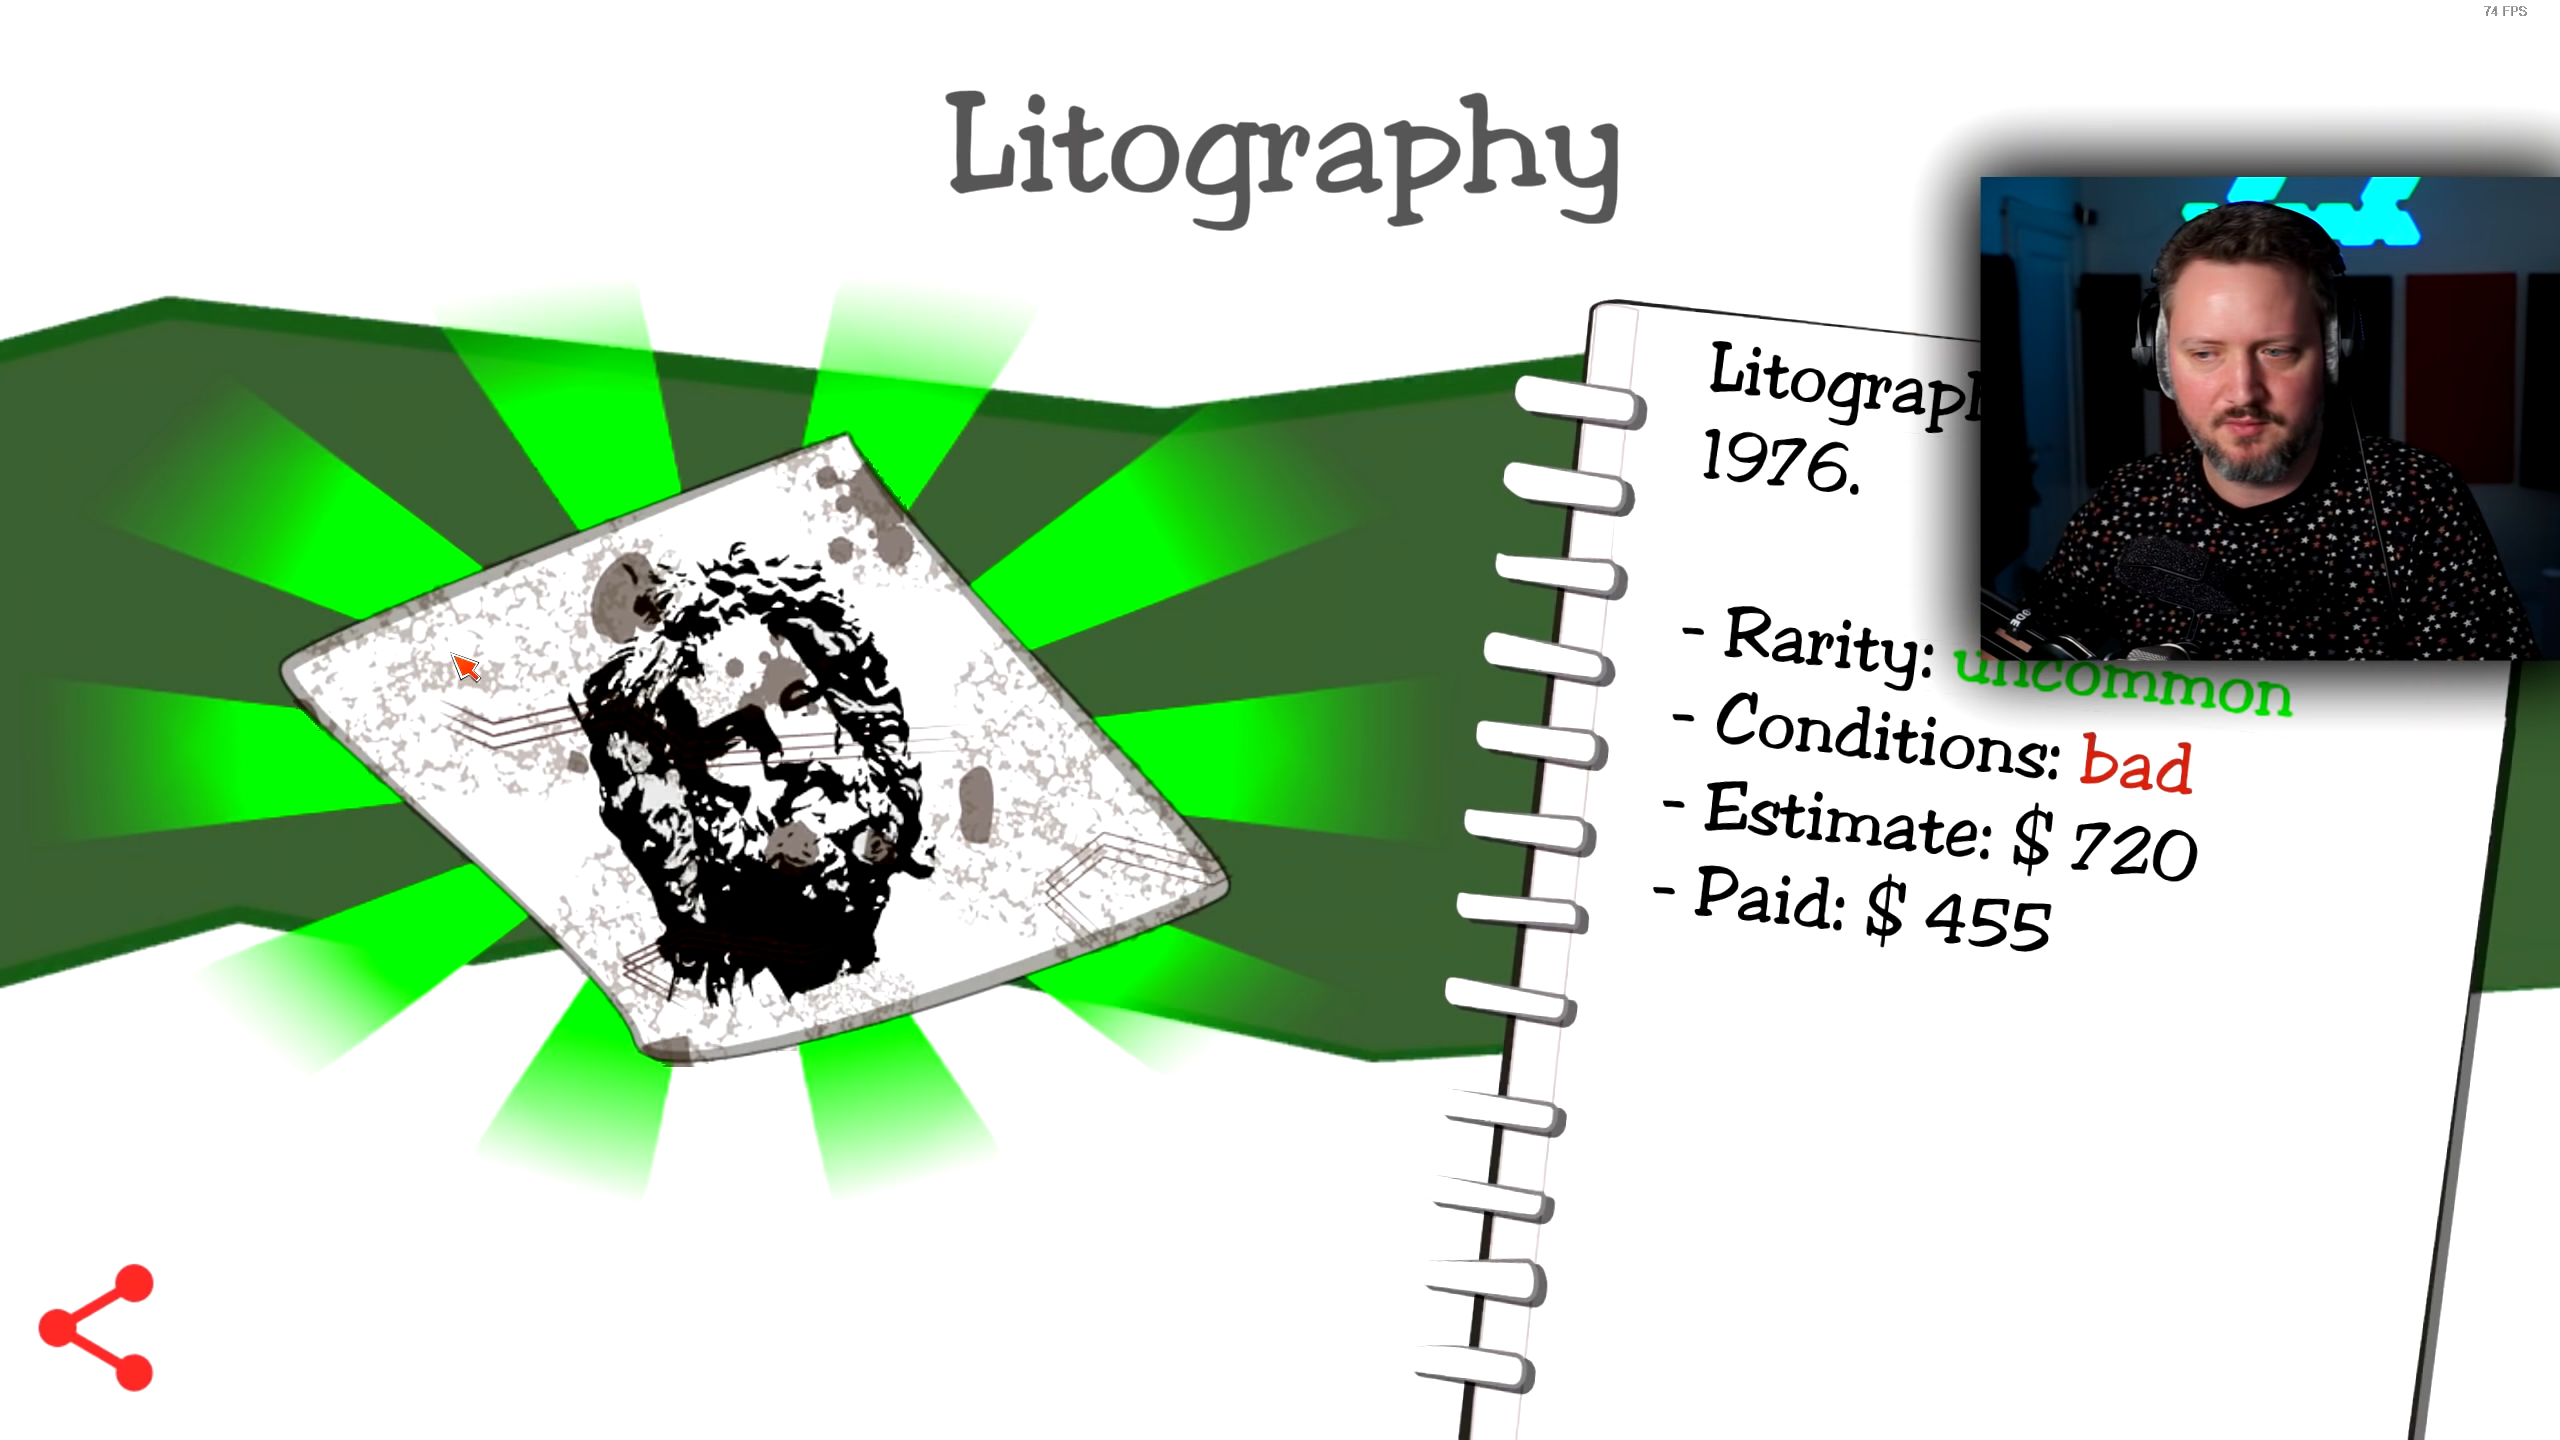 74 FPS
Litography
1976.
- Rarity: uncommon
- Conditions: bad
- Estimate: $ 720
- Paid: $ 455